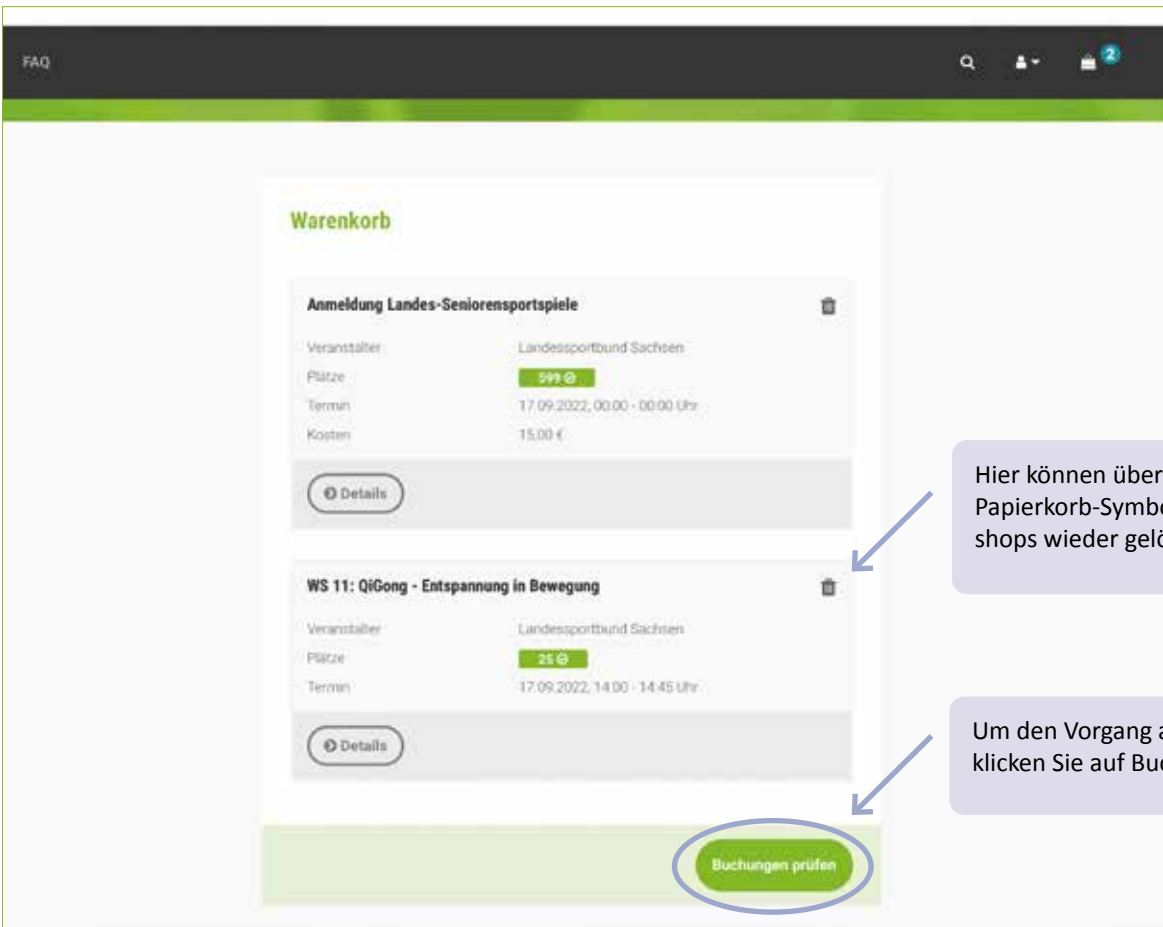 FAQ
2
Warenkorb
Anmeldung Landes-Seniorensportspiele
Veranstalter Landessportbund Sachsen
Plätze 599
Termin 17.09.2022, 00:00 - 00:00 Uhr
Kosten 15,00 €
Details
Hier können über
Papierkorb-Symbo
shops wieder gelö
WS 11: QiGong - Entspannung in Bewegung
Veranstalter Landessportbund Sachsen
Plätze 25
Termin 17.09.2022, 14:00 - 14:45 Uhr
Details
Um den Vorgang a
klicken Sie auf Buc
Buchungen prüfen